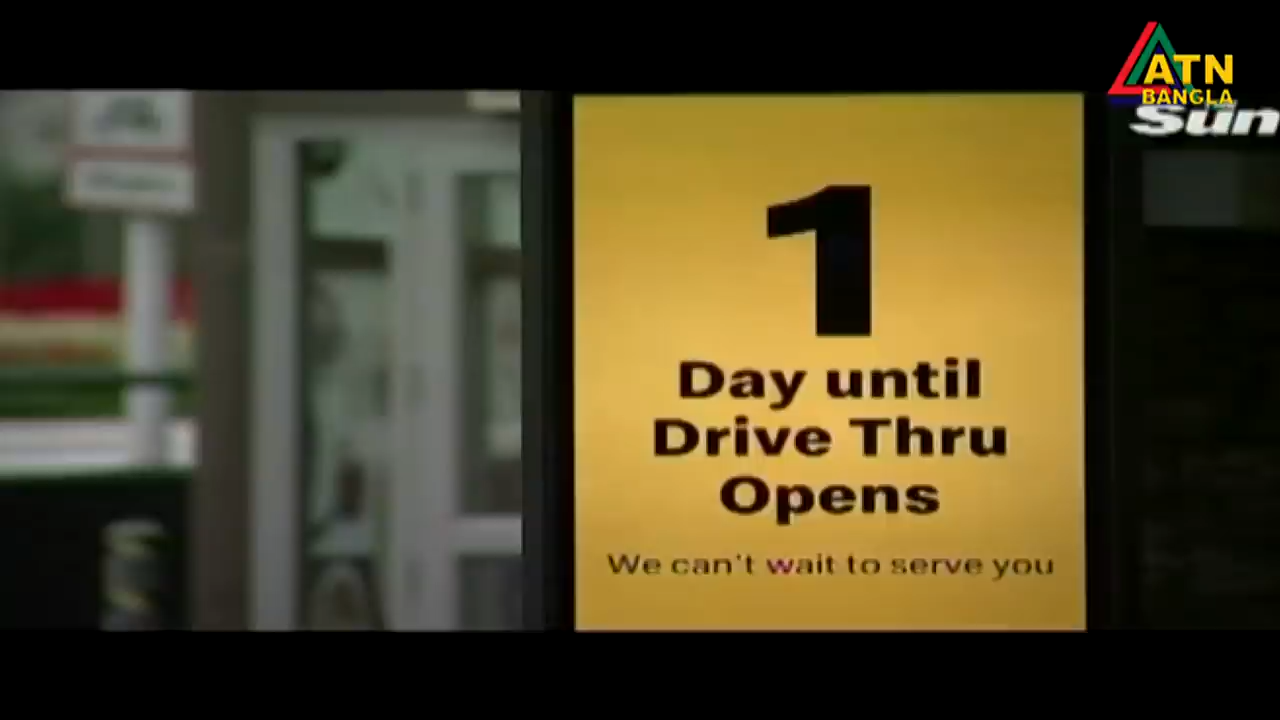 ATN
BANGLA
Sun
1
Day until
Drive Thru
Opens
We can't wait to serve you